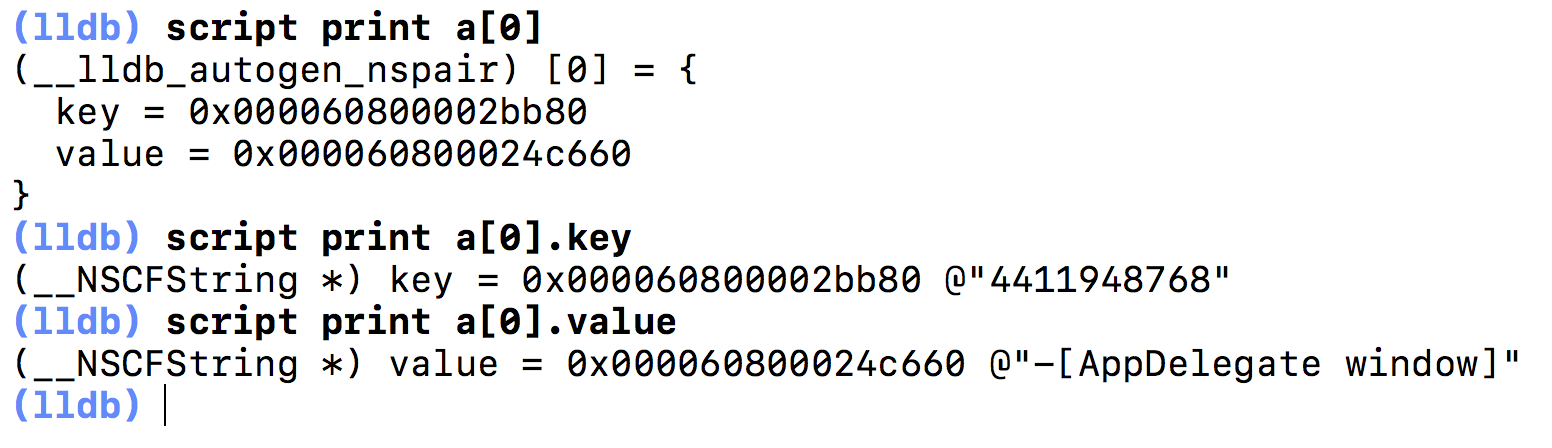 (lldb) script print a[0]
(__lldb_autogen_nspair) [0] = {
  key = 0x000060800002bb80
  value = 0x000060800024c660
}
(lldb) script print a[0].key
(__NSCFString *) key = 0x000060800002bb80 @"4411948768"
(lldb) script print a[0].value
(__NSCFString *) value = 0x000060800024c660 @"-[AppDelegate window]"
(lldb)